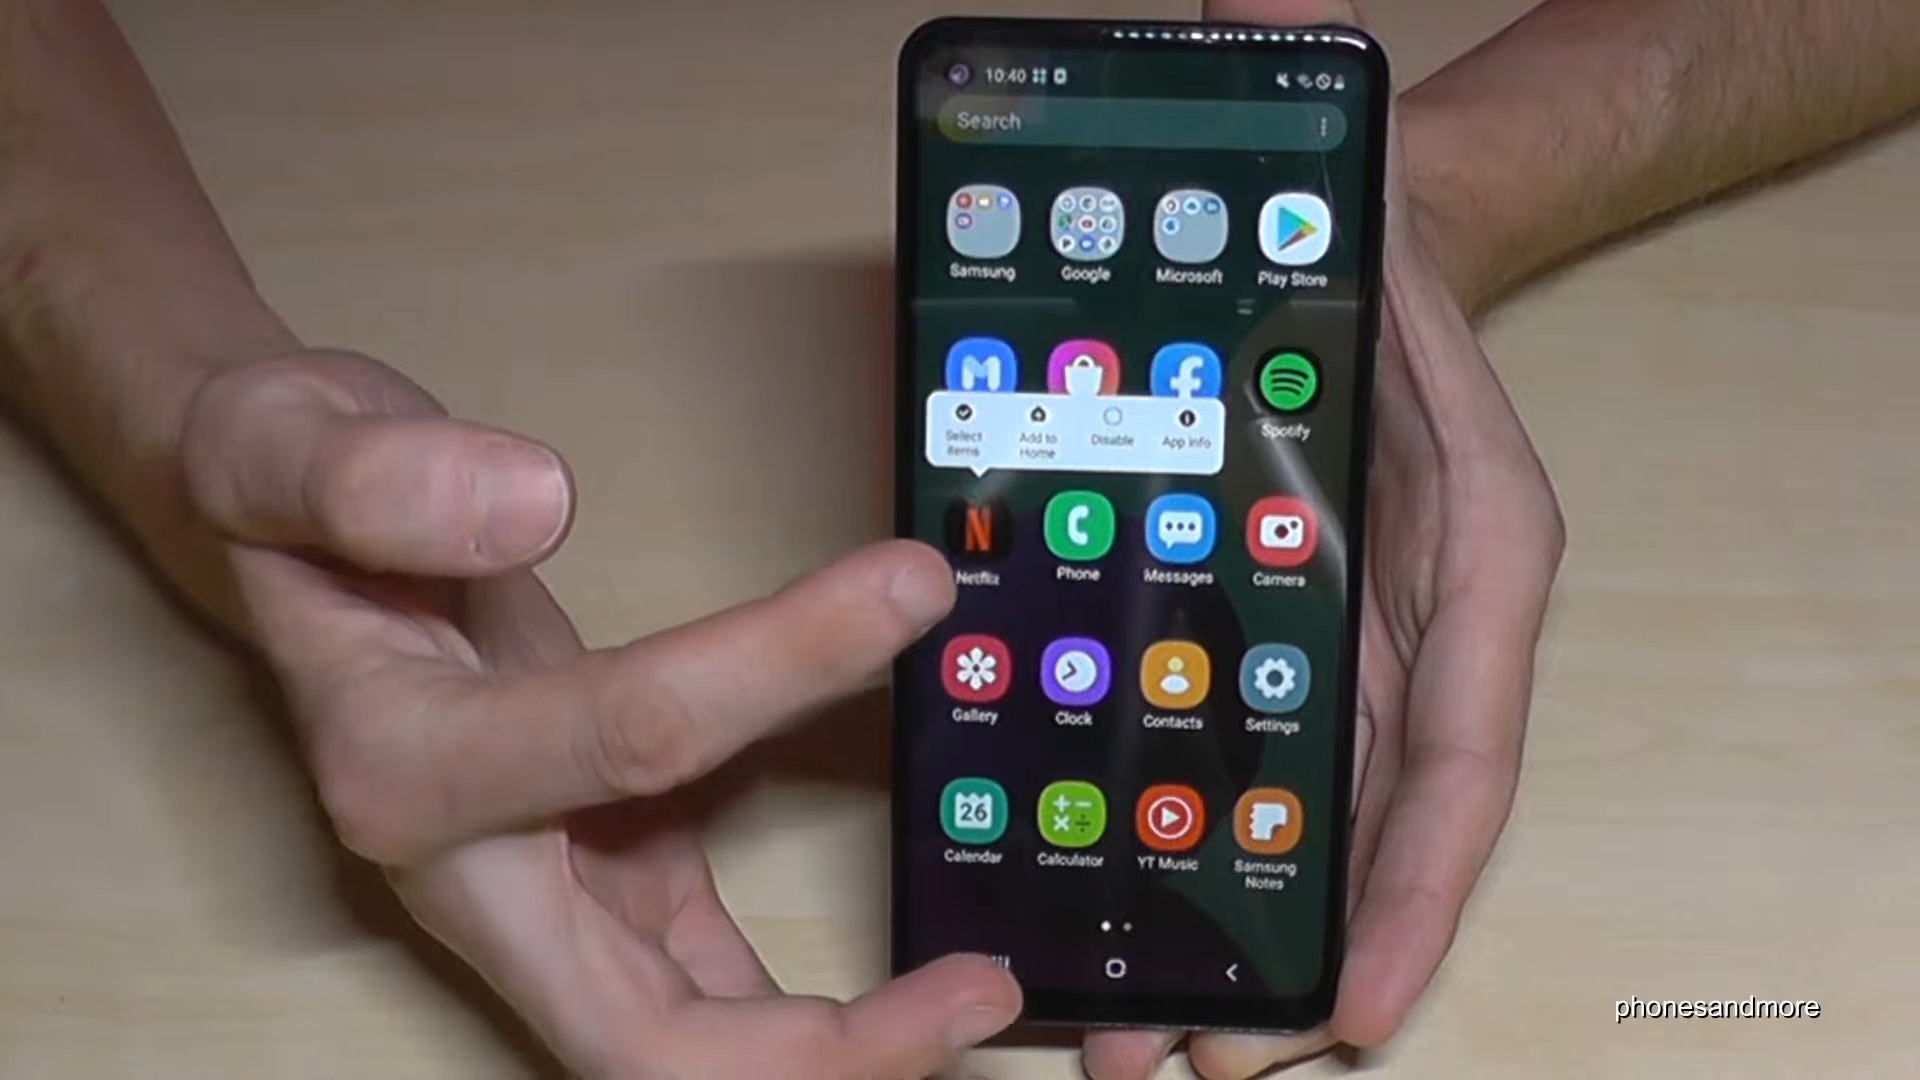 10:40
Search
Samsung
Google
Microsoft
Play Store
Select
items
Add to
Home
Disable
App info
Spotify
N
Netflix
Phone
Messages
Camera
Gallery
Clock
Contacts
Settings
26
Calendar
Calculator
YT Music
Samsung
Notes
phonesandmore